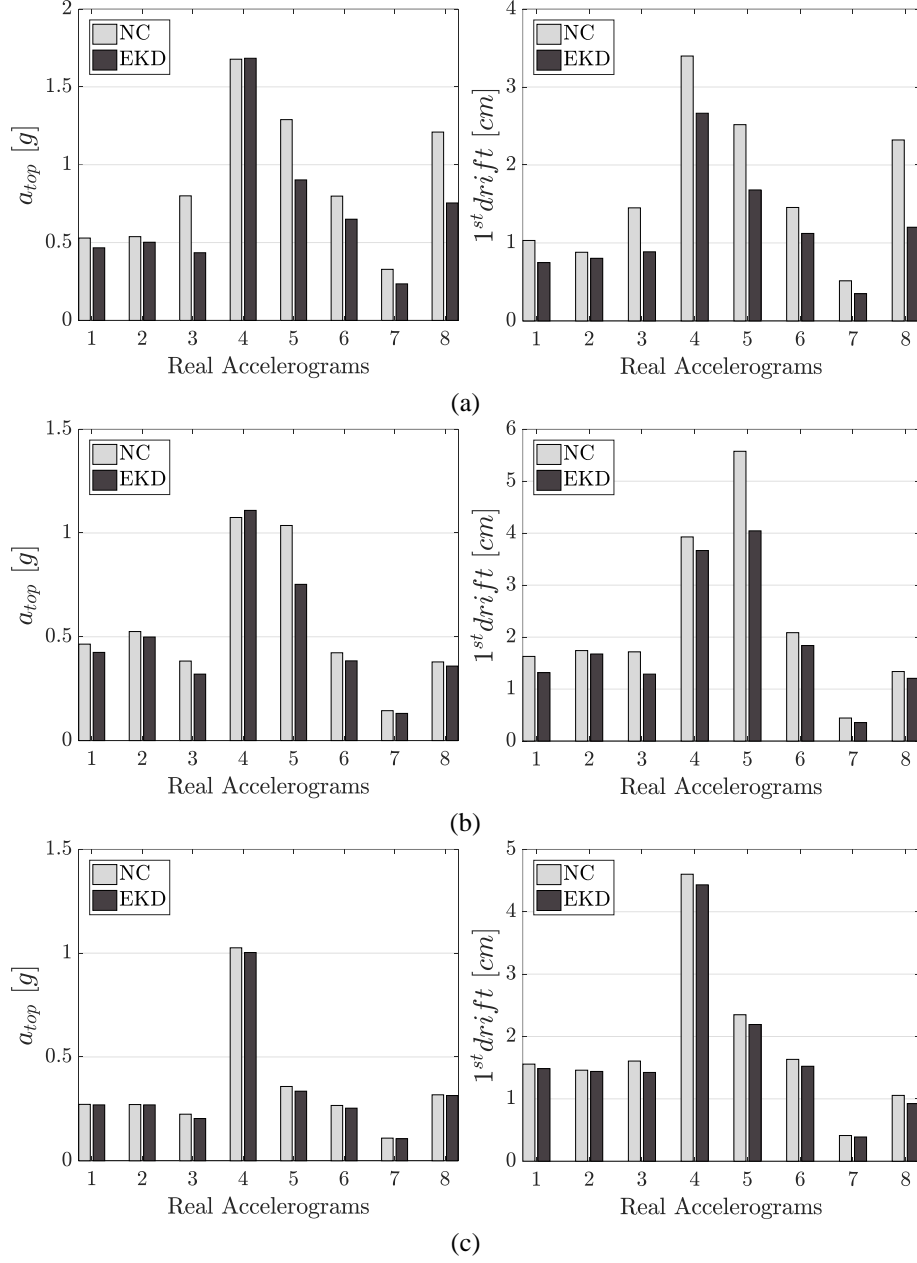 2
1.5
1
0.5
0
a_top [g]
NC
EKD
1 2 3 4 5 6 7 8
Real Accelerograms
4
3
2
1
0
1^st drift [cm]
NC
EKD
1 2 3 4 5 6 7 8
Real Accelerograms
(a)
1.5
1
0.5
0
a_top [g]
NC
EKD
1 2 3 4 5 6 7 8
Real Accelerograms
6
5
4
3
2
1
0
1^st drift [cm]
NC
EKD
1 2 3 4 5 6 7 8
Real Accelerograms
(b)
1.5
1
0.5
0
a_top [g]
NC
EKD
1 2 3 4 5 6 7 8
Real Accelerograms
5
4
3
2
1
0
1^st drift [cm]
NC
EKD
1 2 3 4 5 6 7 8
Real Accelerograms
(c)